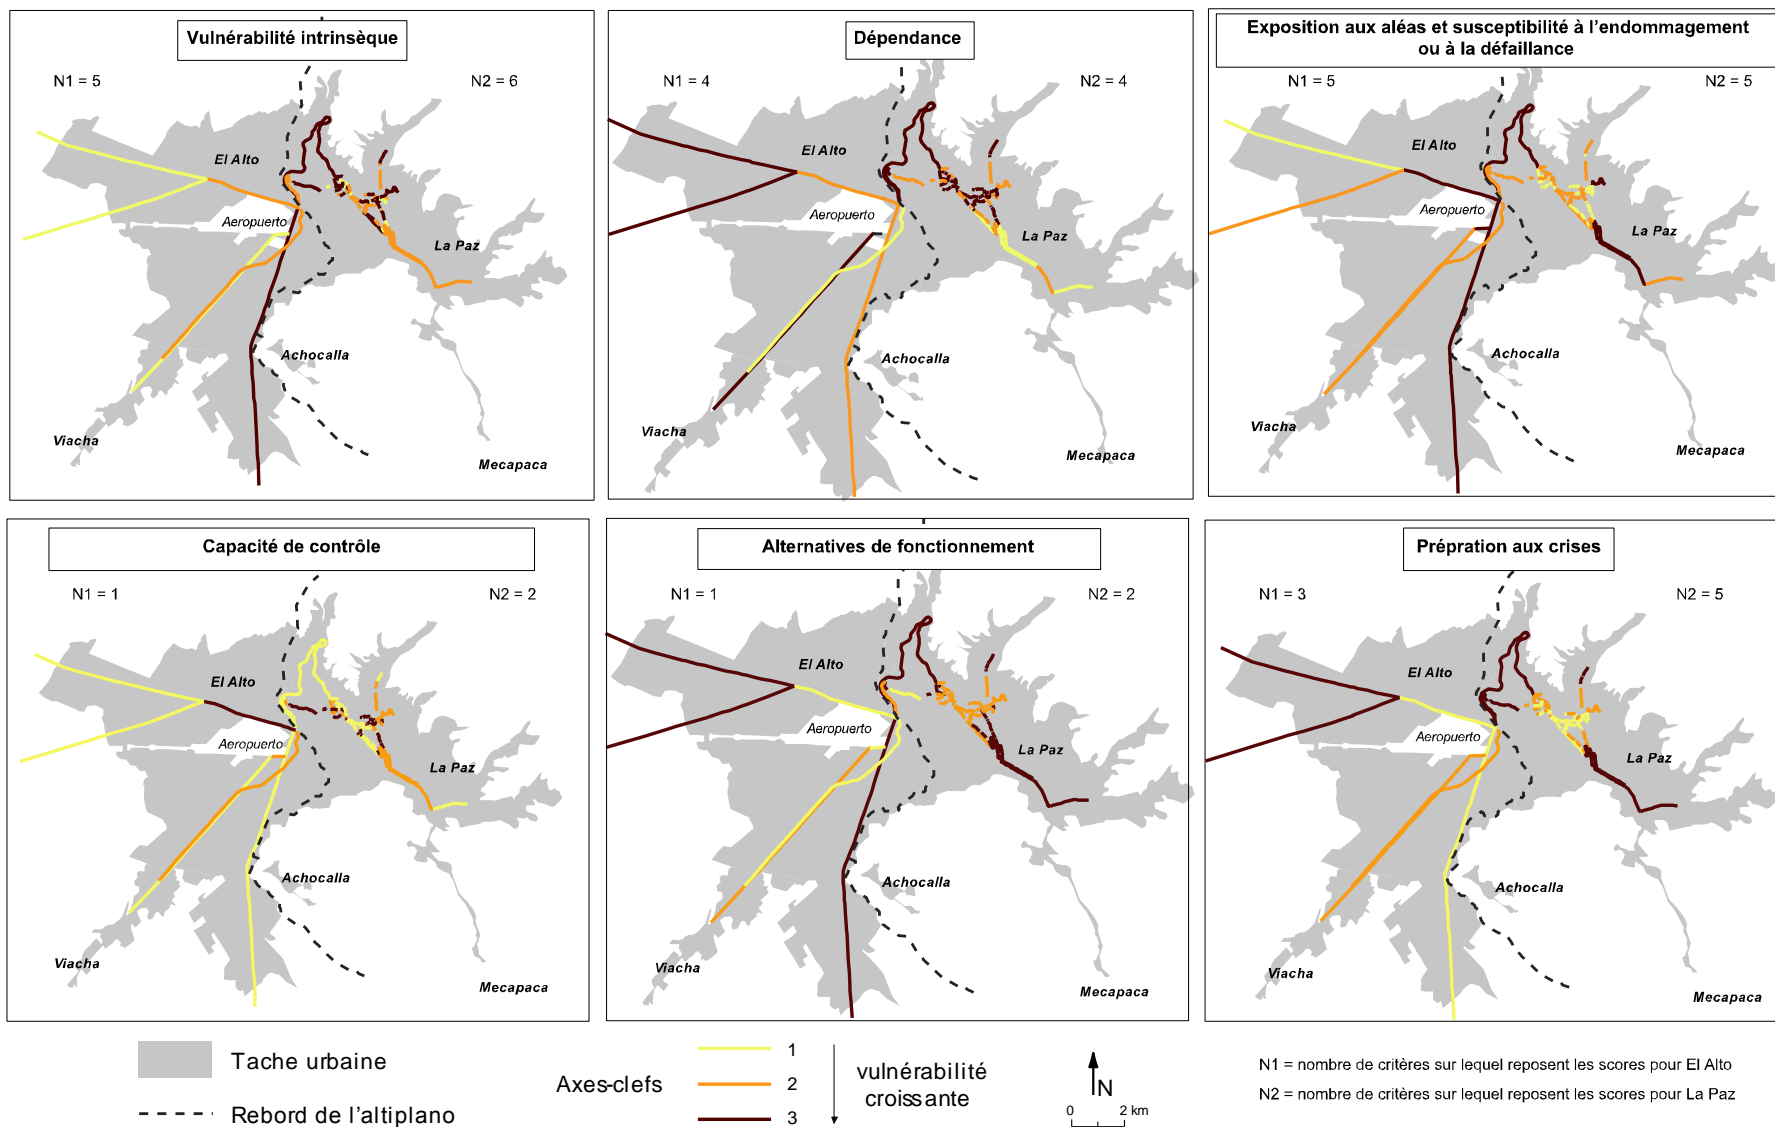 Vulnérabilité intrinsèque
N1 = 5
N2 = 6
El Alto
Aeropuerto
La Paz
Achocalla
Viacha
Mecapaca
Dépendance
N1 = 4
N2 = 4
El Alto
Aeropuerto
La Paz
Achocalla
Viacha
Mecapaca
Exposition aux aléas et susceptibilité à l'endommagement
ou à la défaillance
N1 = 5
N2 = 5
El Alto
Aeropuerto
La Paz
Achocalla
Viacha
Mecapaca
Capacité de contrôle
N1 = 1
N2 = 2
El Alto
Aeropuerto
La Paz
Achocalla
Viacha
Mecapaca
Alternatives de fonctionnement
N1 = 1
N2 = 2
El Alto
Aeropuerto
La Paz
Achocalla
Viacha
Mecapaca
Prépration aux crises
N1 = 3
N2 = 5
El Alto
Aeropuerto
La Paz
Achocalla
Viacha
Mecapaca
Tache urbaine
Rebord de l'altiplano
Axes-clefs
1
2
3
vulnérabilité
croissante
N
0 2 km
N1 = nombre de critères sur lequel reposent les scores pour El Alto
N2 = nombre de critères sur lequel reposent les scores pour La Paz